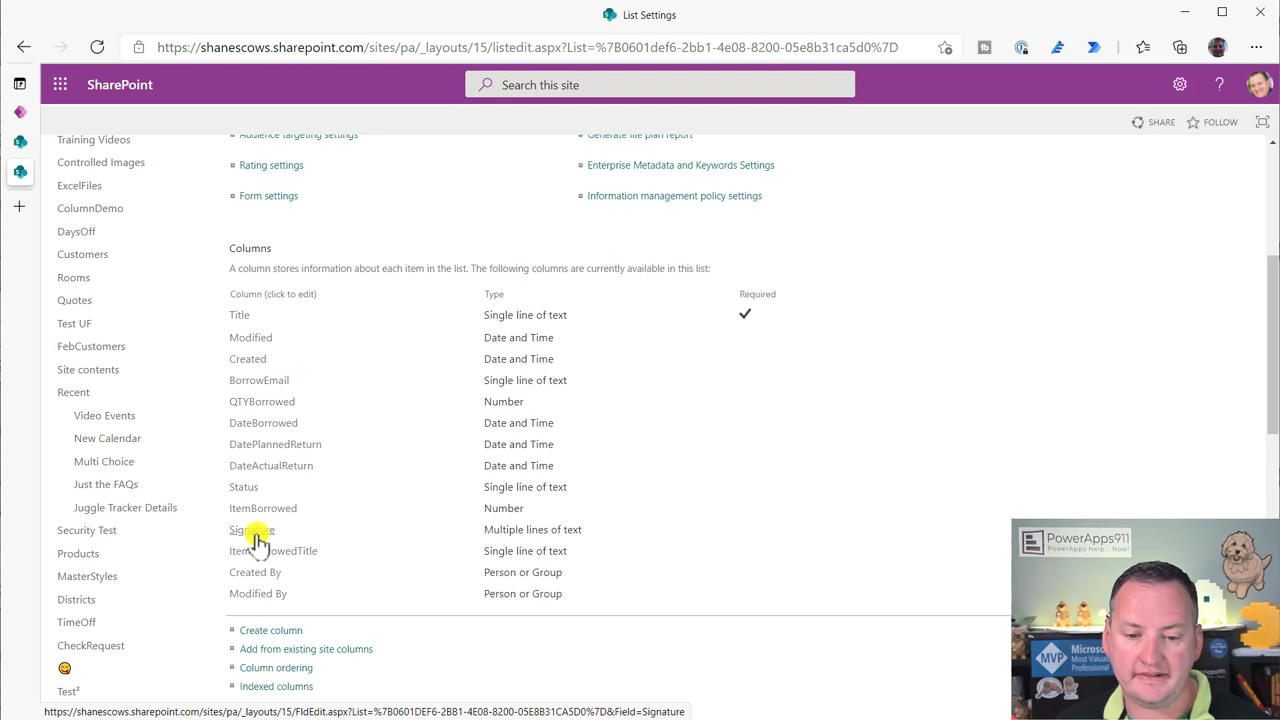 List Settings
https://shanescows.sharepoint.com/sites/pa/_layouts/15/listedit.aspx?List=%7B0601def6-2bb1-4e08-8200-05e8b31ca5d0%7D
SharePoint
Search this site
SHARE
FOLLOW
Training Videos
Controlled Images
ExcelFiles
ColumnDemo
DaysOff
Customers
Rooms
Quotes
Test UF
FebCustomers
Site contents
Recent
Video Events
New Calendar
Multi Choice
Just the FAQs
Juggle Tracker Details
Security Test
Products
MasterStyles
Districts
TimeOff
CheckRequest
😀
Test²
Audience targeting settings
Generate file plan report
Rating settings
Enterprise Metadata and Keywords Settings
Form settings
Information management policy settings
Columns
A column stores information about each item in the list. The following columns are currently available in this list:
Column (click to edit) Type Required
Title Single line of text
Modified Date and Time
Created Date and Time
BorrowEmail Single line of text
QTYBorrowed Number
DateBorrowed Date and Time
DatePlannedReturn Date and Time
DateActualReturn Date and Time
Status Single line of text
ItemBorrowed Number
Signature Multiple lines of text
ItemBorrowedTitle Single line of text
Created By Person or Group
Modified By Person or Group
Create column
Add from existing site columns
Column ordering
Indexed columns
https://shanescows.sharepoint.com/sites/pa/_layouts/15/FldEdit.aspx?List=%7B0601DEF6-2BB1-4E08-8200-05E8B31CA5D0%7D&Field=Signature
PowerApps911
PowerApps Help... Now!
Microsoft
MVP
Most Valuable
Professional